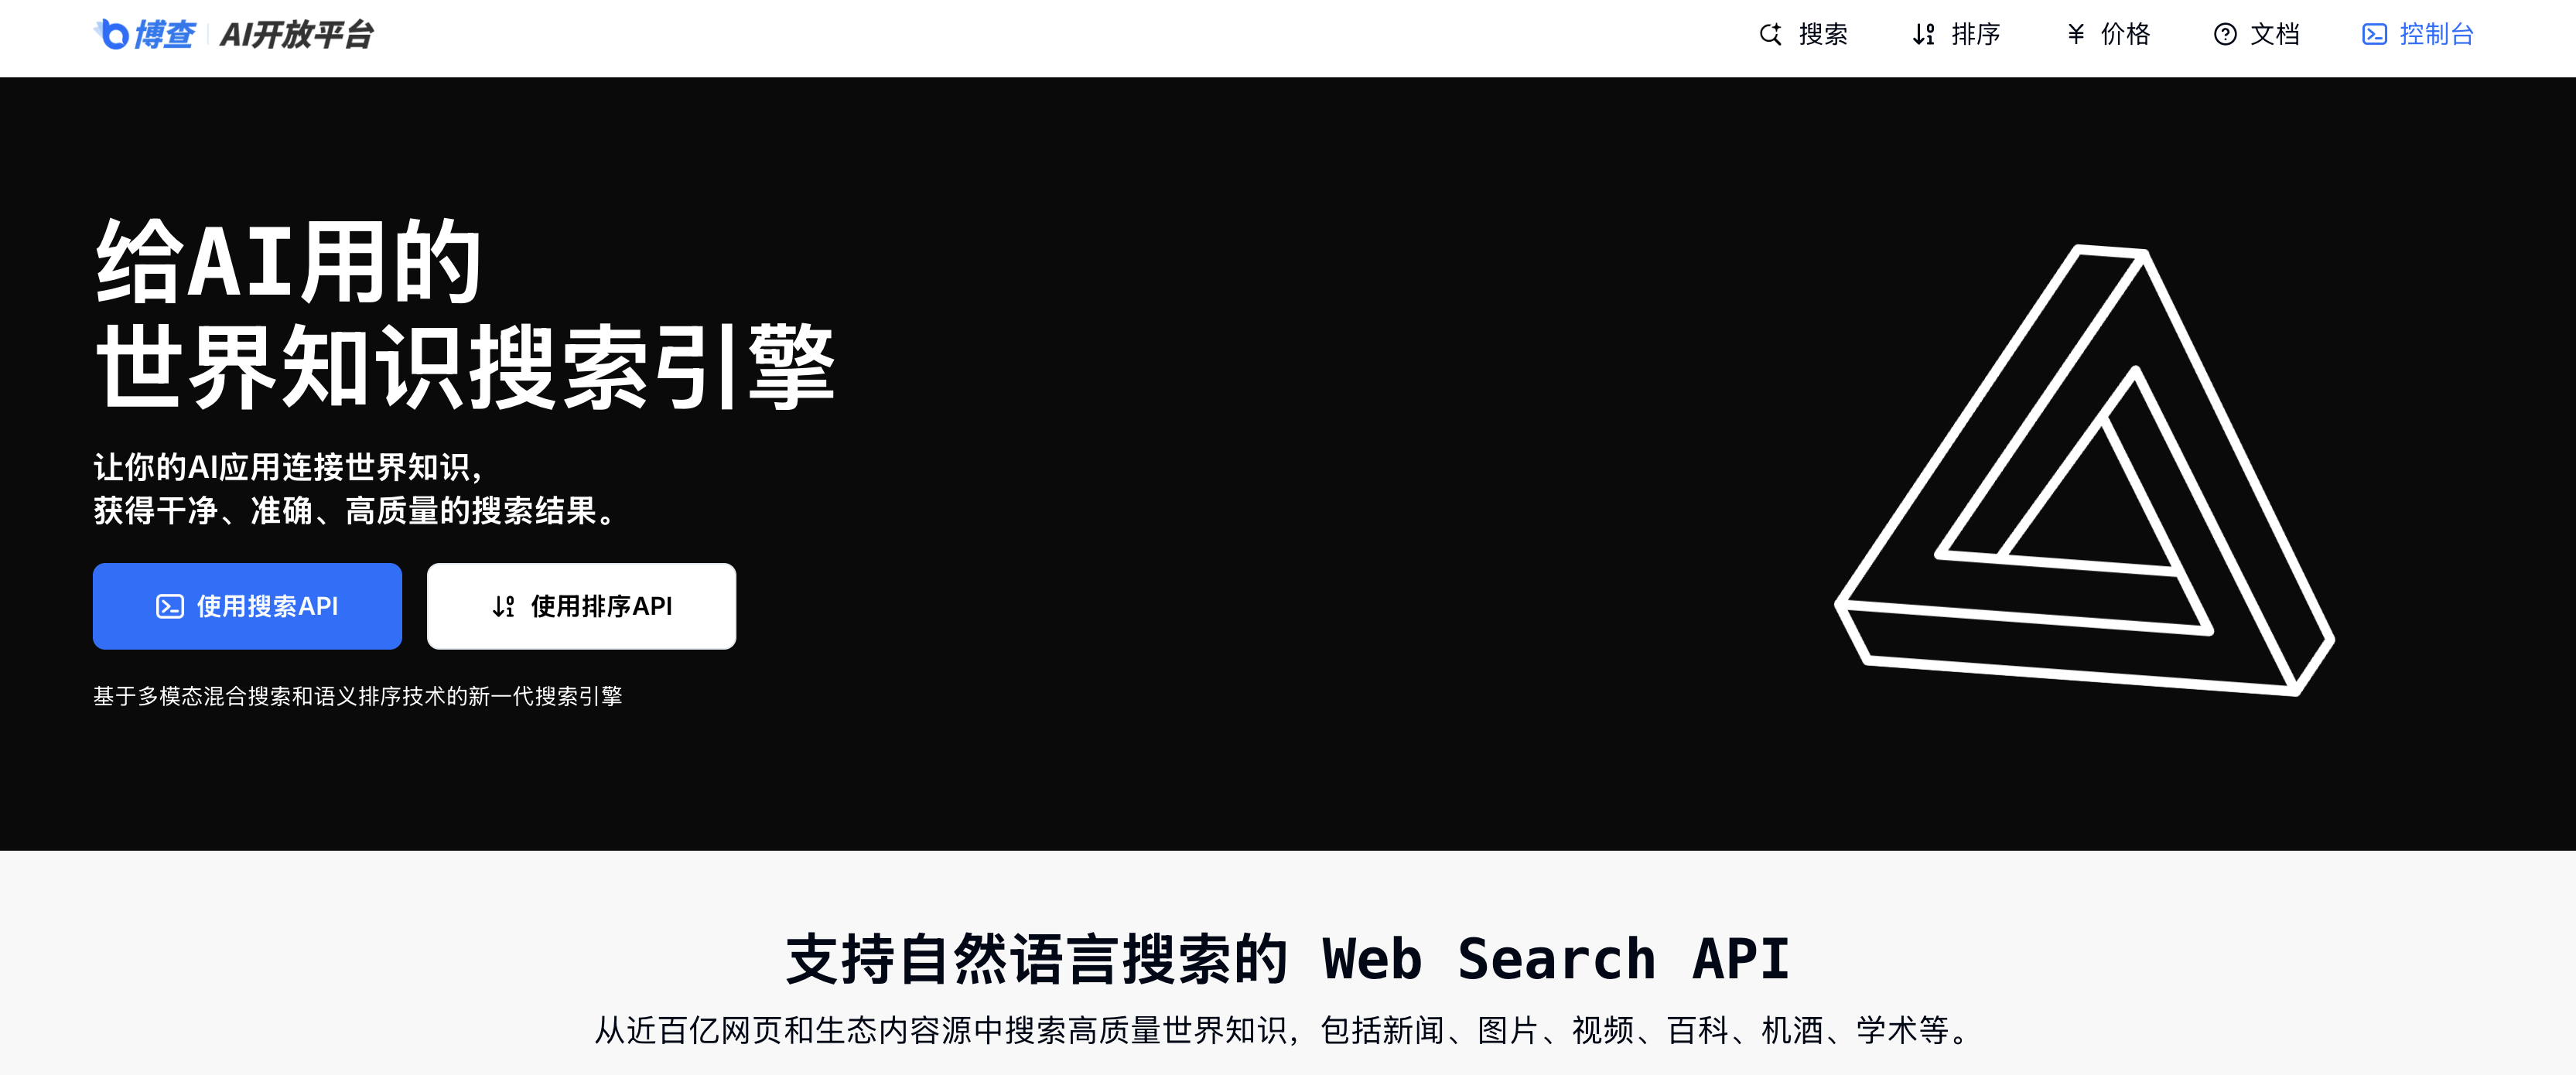 博查 AI开放平台
搜索 排序 ¥ 价格 文档 控制台
给AI用的
世界知识搜索引擎
让你的AI应用连接世界知识，
获得干净、准确、高质量的搜索结果。
使用搜索API 使用排序API
基于多模态混合搜索和语义排序技术的新一代搜索引擎
支持自然语言搜索的 Web Search API
从近百亿网页和生态内容源中搜索高质量世界知识，包括新闻、图片、视频、百科、机酒、学术等。